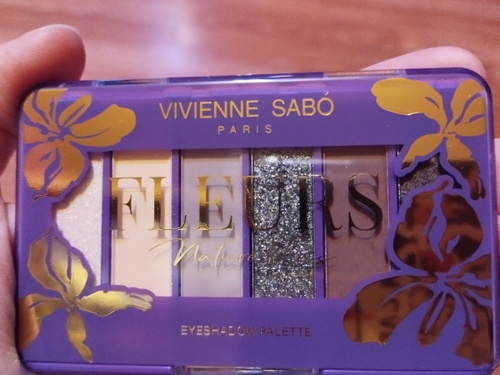 VIVIENNE SABÓ
PARIS
FLEURS
EYESHADOW PALETTE